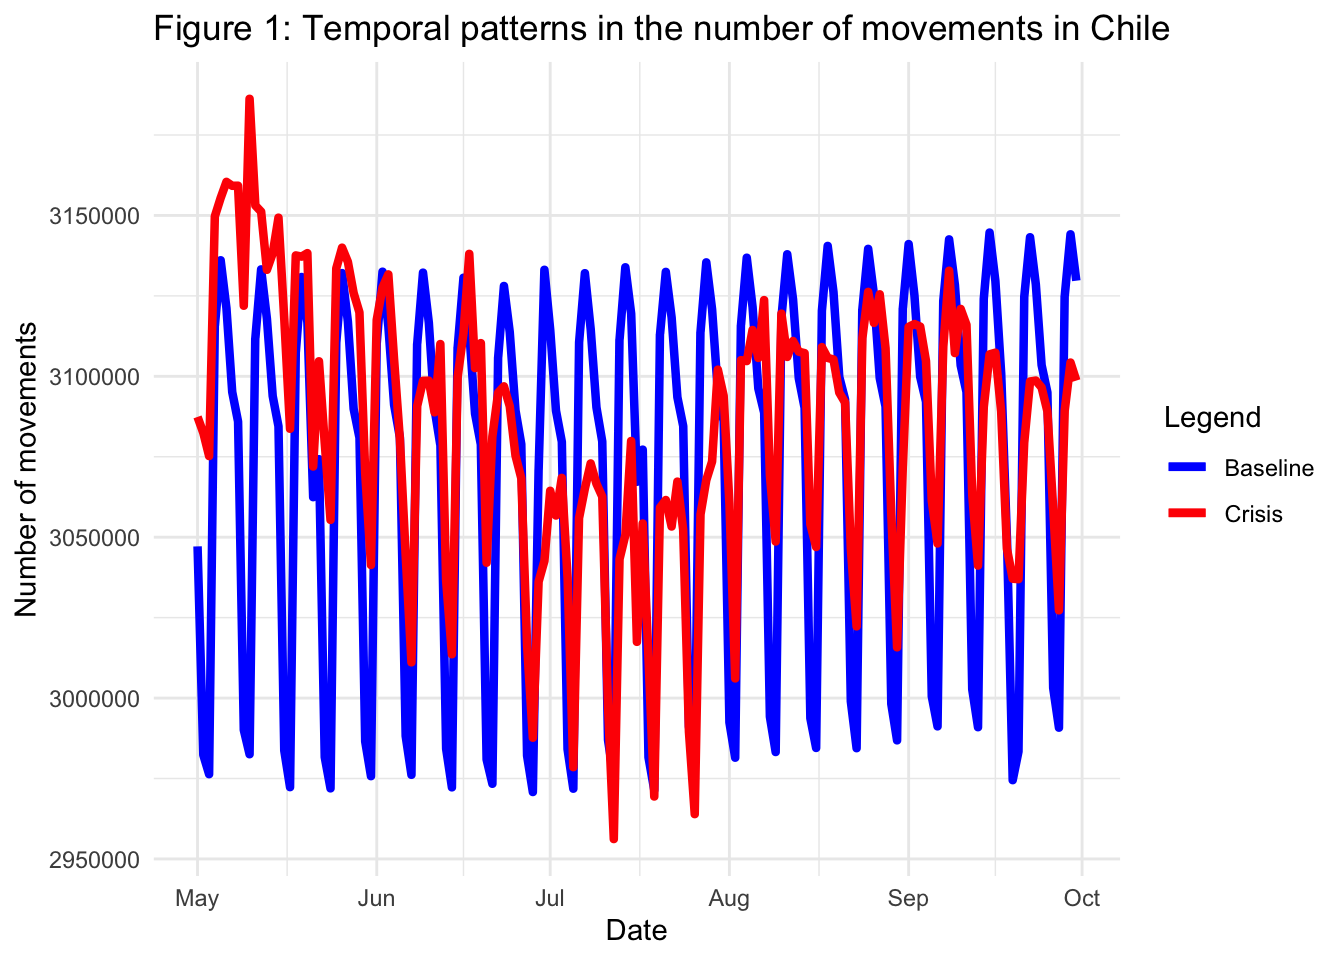 Figure 1: Temporal patterns in the number of movements in Chile
Number of movements
3150000
3100000
3050000
3000000
2950000
May Jun Jul Aug Sep Oct
Date
Legend
Baseline
Crisis